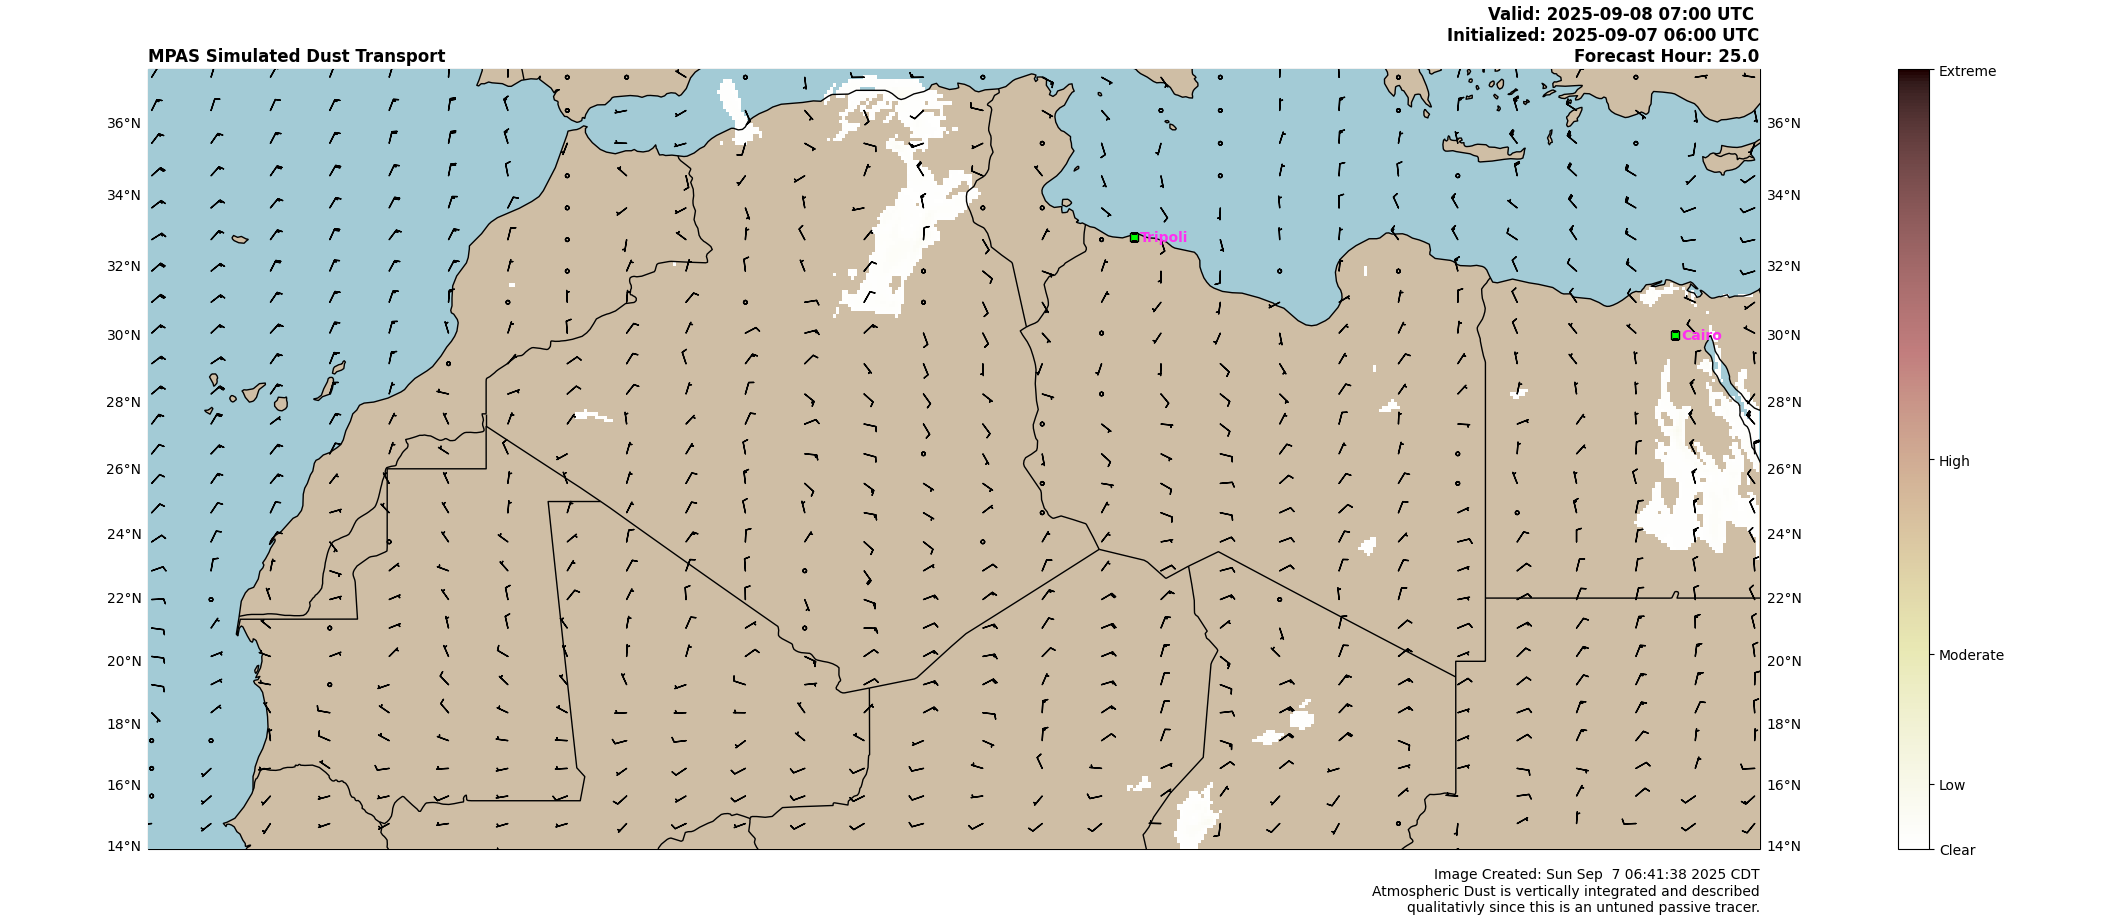 Valid: 2025-09-08 07:00 UTC
Initialized: 2025-09-07 06:00 UTC
MPAS Simulated Dust Transport
Forecast Hour: 25.0
Extreme
36°N
36°N
34°N
34°N
Tripoli
32°N
32°N
30°N
Cairo
30°N
28°N
28°N
26°N
26°N
High
24°N
24°N
22°N
22°N
20°N
20°N
Moderate
18°N
18°N
16°N
16°N
Low
14°N
14°N
Clear
Image Created: Sun Sep  7 06:41:38 2025 CDT
Atmospheric Dust is vertically integrated and described
qualitativly since this is an untuned passive tracer.